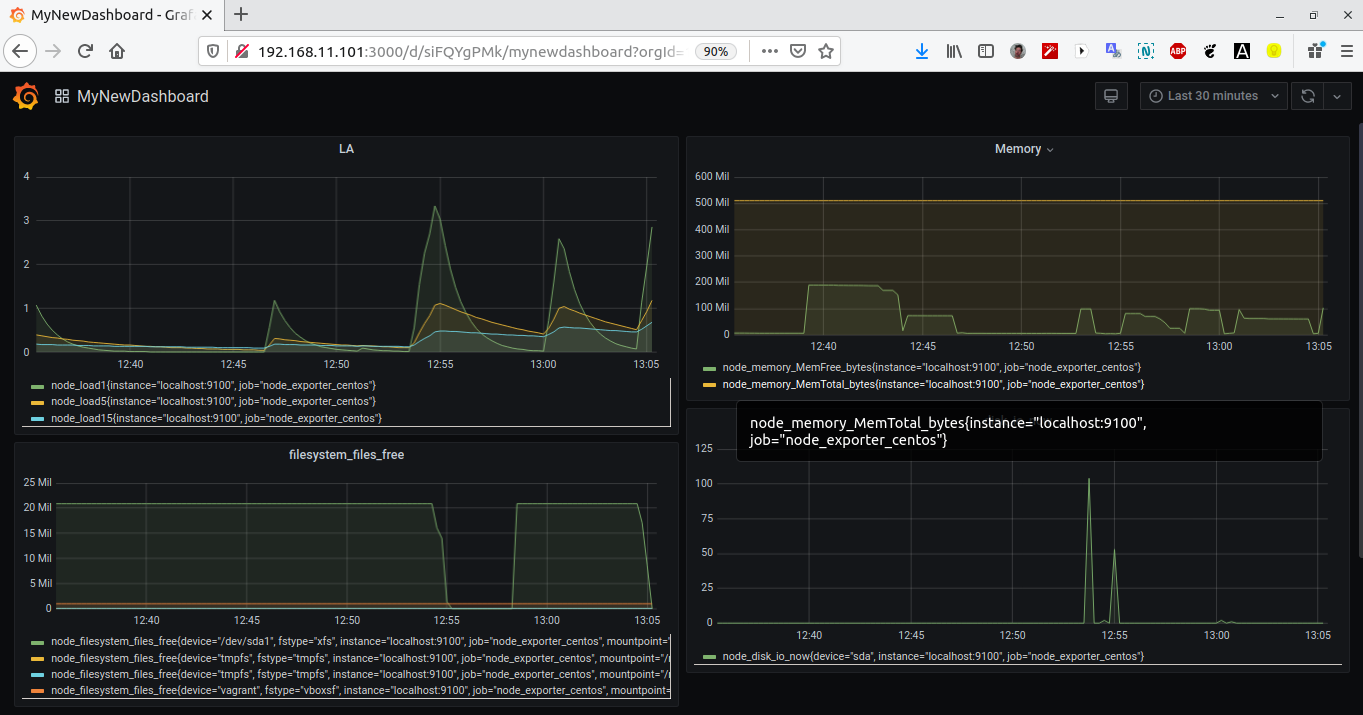 MyNewDashboard - Graf
192.168.11.101:3000/d/siFQYgPMk/mynewdashboard?orgId=
90%
ABP
MyNewDashboard
Last 30 minutes
LA
4
3
2
1
0
12:40 12:45 12:50 12:55 13:00 13:05
node_load1{instance="localhost:9100", job="node_exporter_centos"}
node_load5{instance="localhost:9100", job="node_exporter_centos"}
node_load15{instance="localhost:9100", job="node_exporter_centos"}
Memory
600 Mil
500 Mil
400 Mil
300 Mil
200 Mil
100 Mil
0
12:40 12:45 12:50 12:55 13:00 13:05
node_memory_MemFree_bytes{instance="localhost:9100", job="node_exporter_centos"}
node_memory_MemTotal_bytes{instance="localhost:9100", job="node_exporter_centos"}
node_memory_MemTotal_bytes{instance="localhost:9100",
job="node_exporter_centos"}
filesystem_files_free
25 Mil
20 Mil
15 Mil
10 Mil
5 Mil
0
12:40 12:45 12:50 12:55 13:00 13:05
node_filesystem_files_free{device="/dev/sda1", fstype="xfs", instance="localhost:9100", job="node_exporter_centos", mountpoint="
node_filesystem_files_free{device="tmpfs", fstype="tmpfs", instance="localhost:9100", job="node_exporter_centos", mountpoint="/r
node_filesystem_files_free{device="tmpfs", fstype="tmpfs", instance="localhost:9100", job="node_exporter_centos", mountpoint="/r
node_filesystem_files_free{device="vagrant", fstype="vboxsf", instance="localhost:9100", job="node_exporter_centos", mountpoint=
125
100
75
50
25
0
12:40 12:45 12:50 12:55 13:00 13:05
node_disk_io_now{device="sda", instance="localhost:9100", job="node_exporter_centos"}